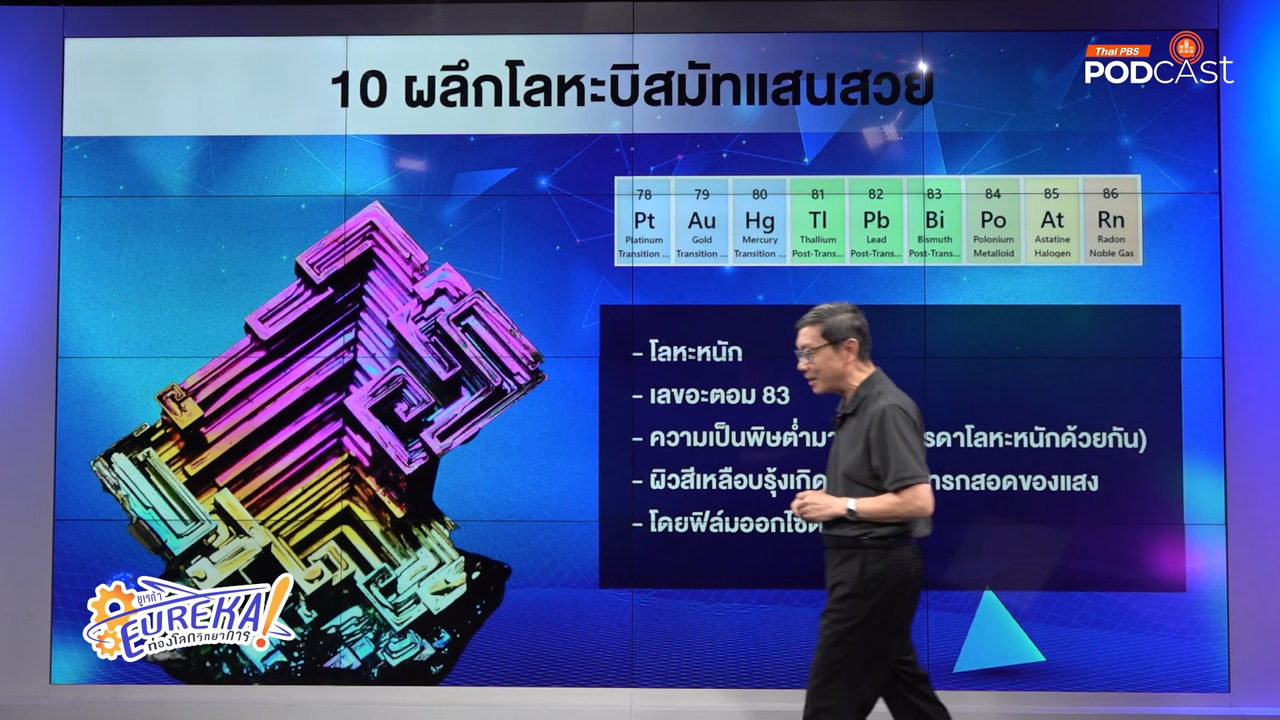 Thai PBS
PODCAst
10 ผลึกโลหะบิสมัทแสนสวย
78 79 80 81 82 83 84 85 86
Pt Au Hg Tl Pb Bi Po At Rn
Platinum Gold Mercury Thallium Lead Bismuth Polonium Astatine Radon
Transition ... Transition ... Transition ... Post-Trans... Post-Trans... Post-Trans... Metalloid Halogen Noble Gas
- โลหะหนัก
- เลขอะตอม 83
- ความเป็นพิษต่ำมา รดาโลหะหนักด้วยกัน)
- ผิวสีเหลือบรุ้งเกิด ทรกสอดของแสง
- โดยฟิล์มออกไซด
ยูเรก้า
EUREKA!
ท่องโลกวิทยาการ